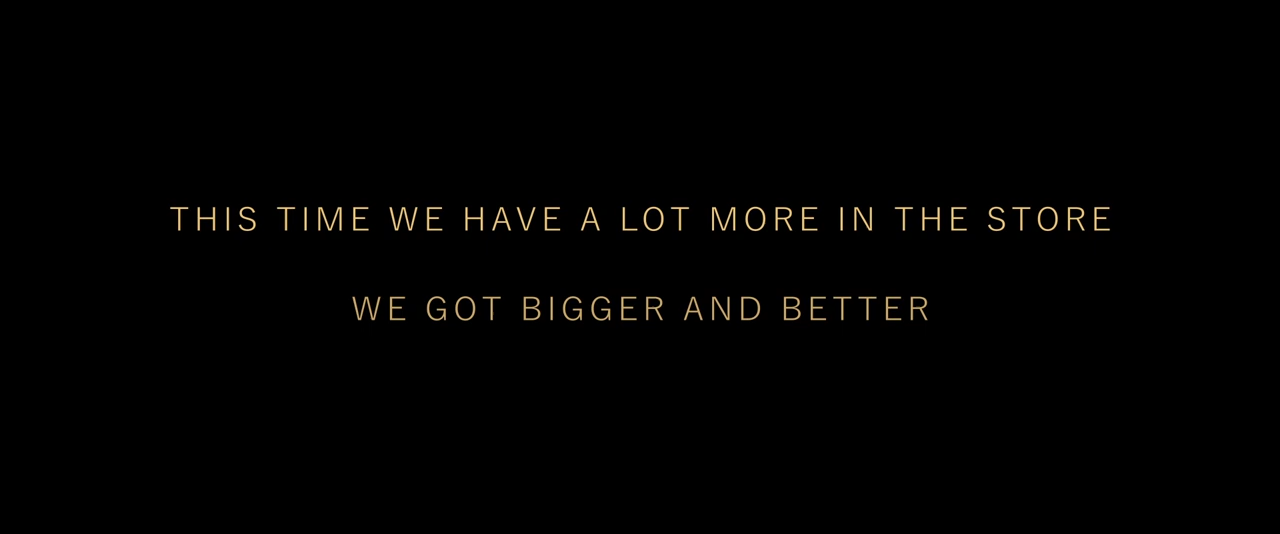 THIS TIME WE HAVE A LOT MORE IN THE STORE
WE GOT BIGGER AND BETTER